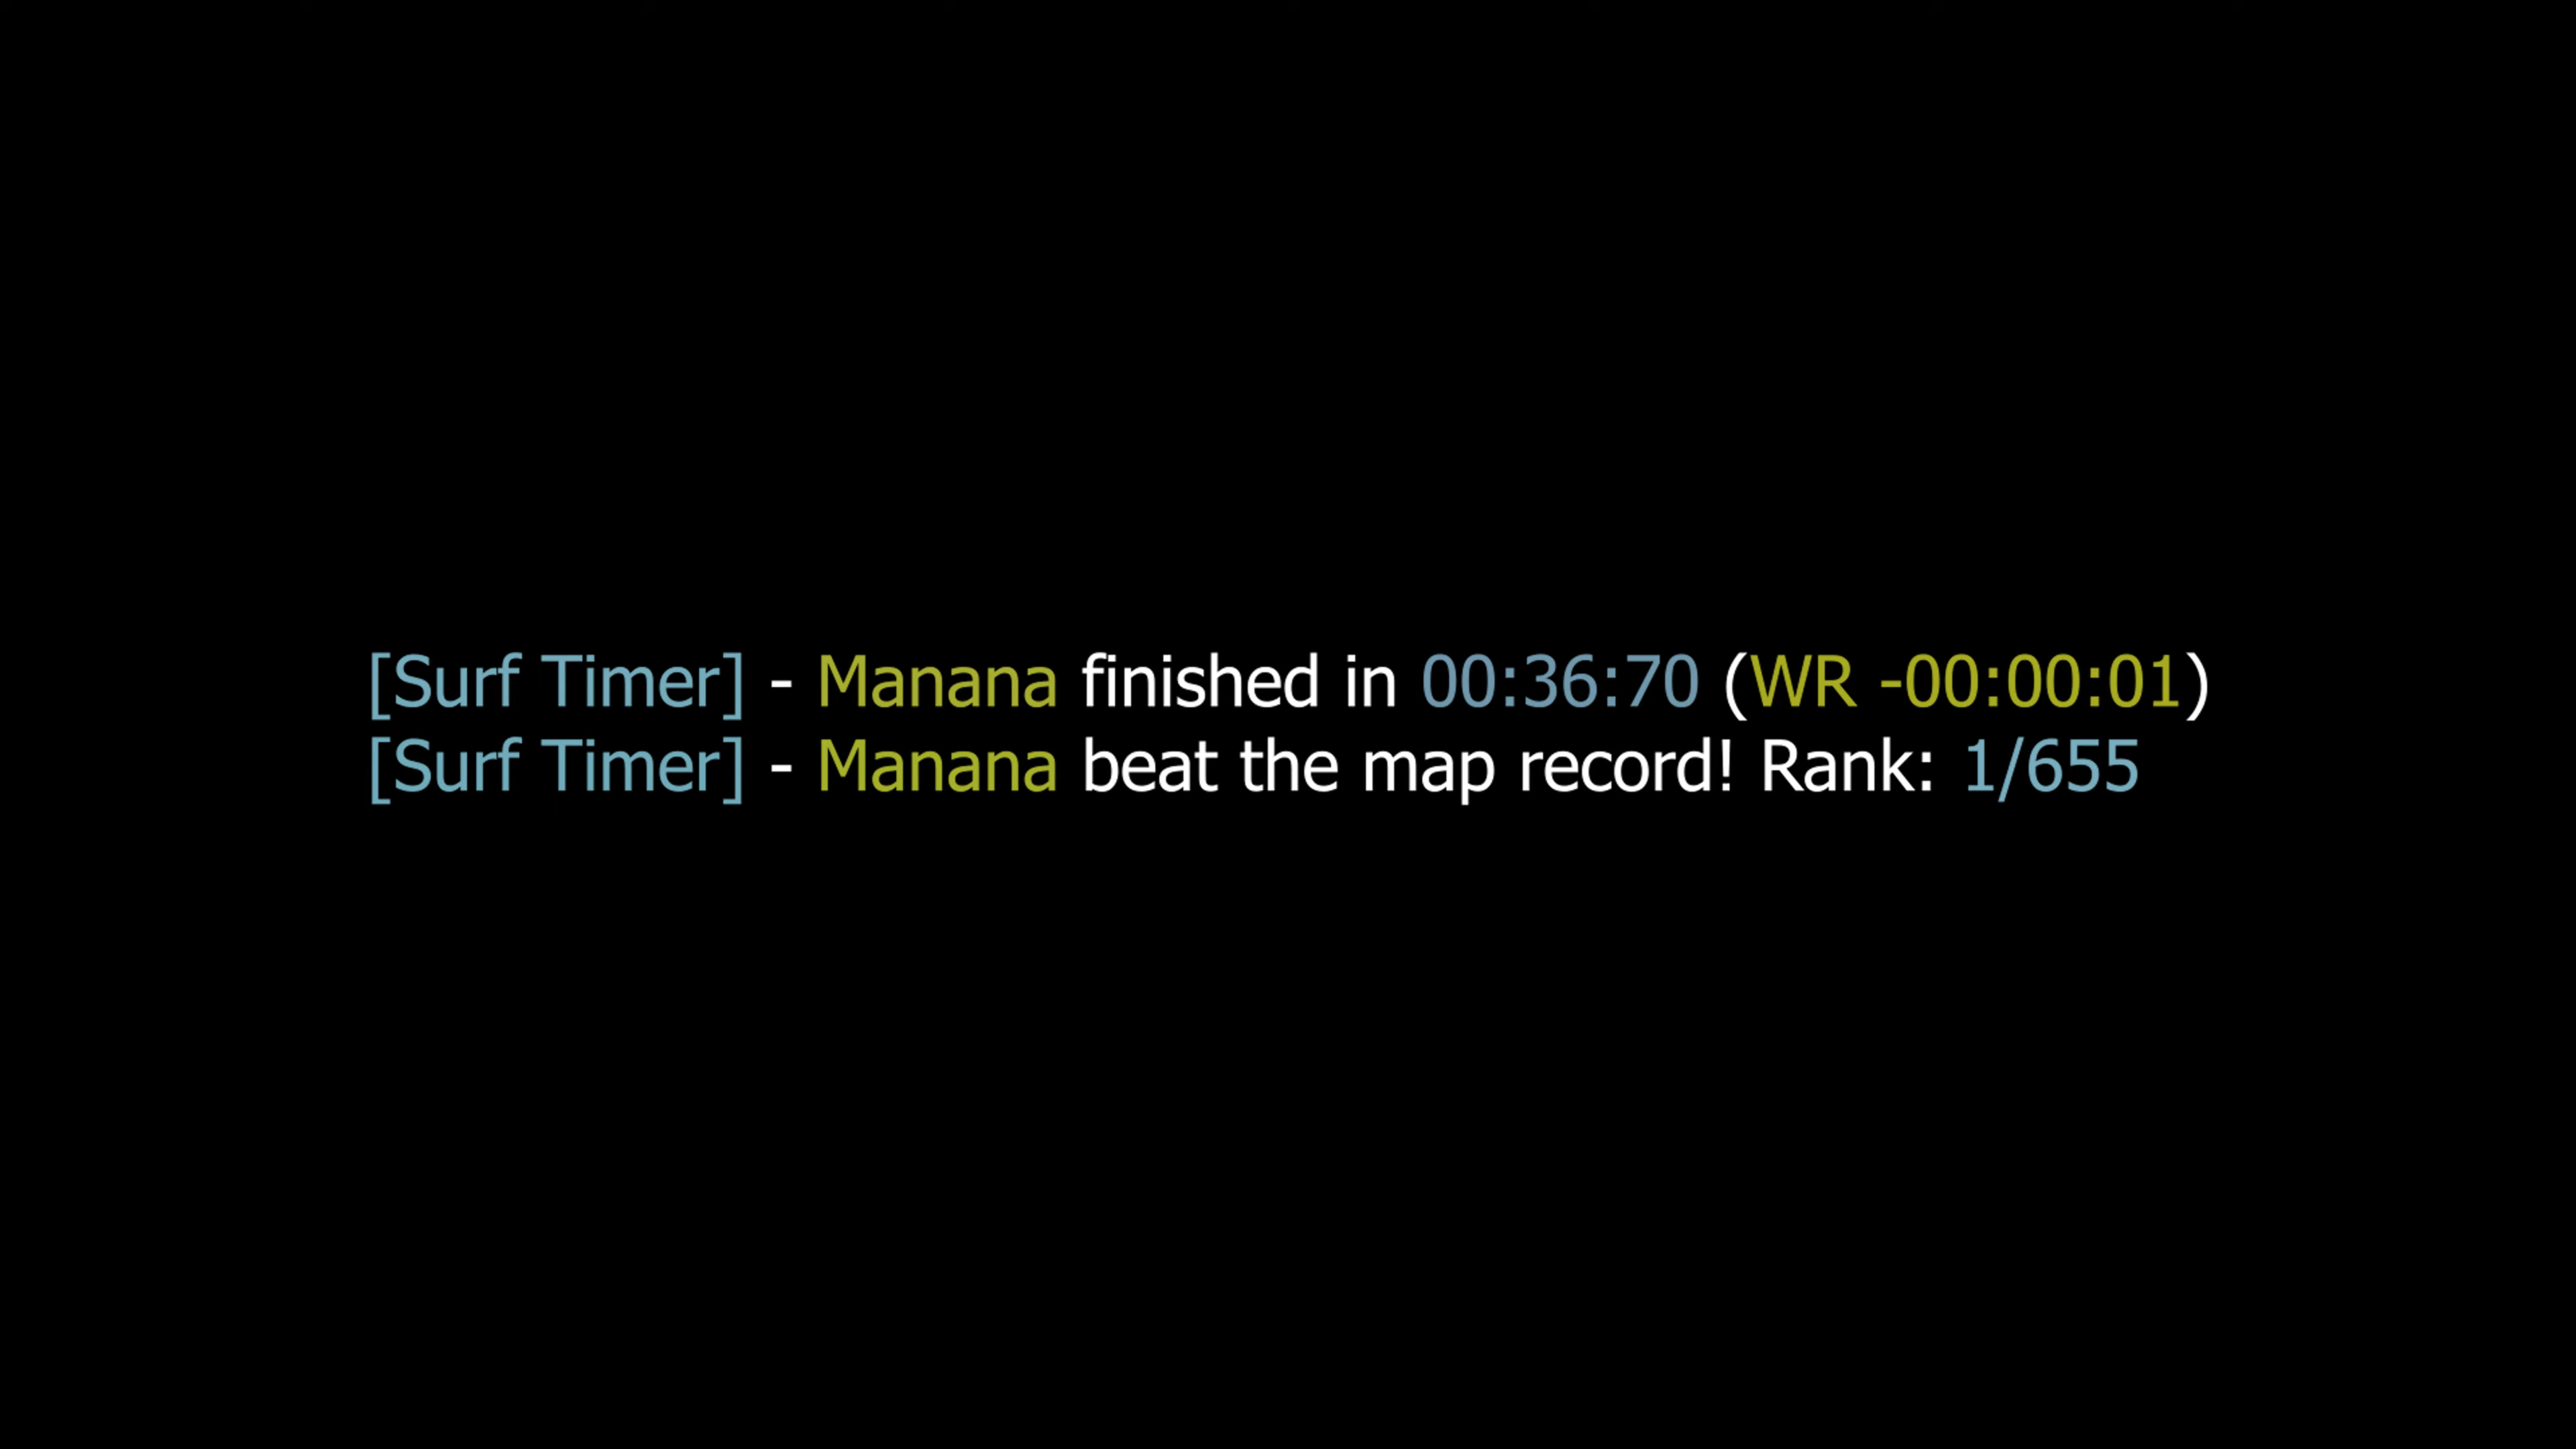 [Surf Timer] - Manana finished in 00:36:70 (WR -00:00:01)
[Surf Timer] - Manana beat the map record! Rank: 1/655